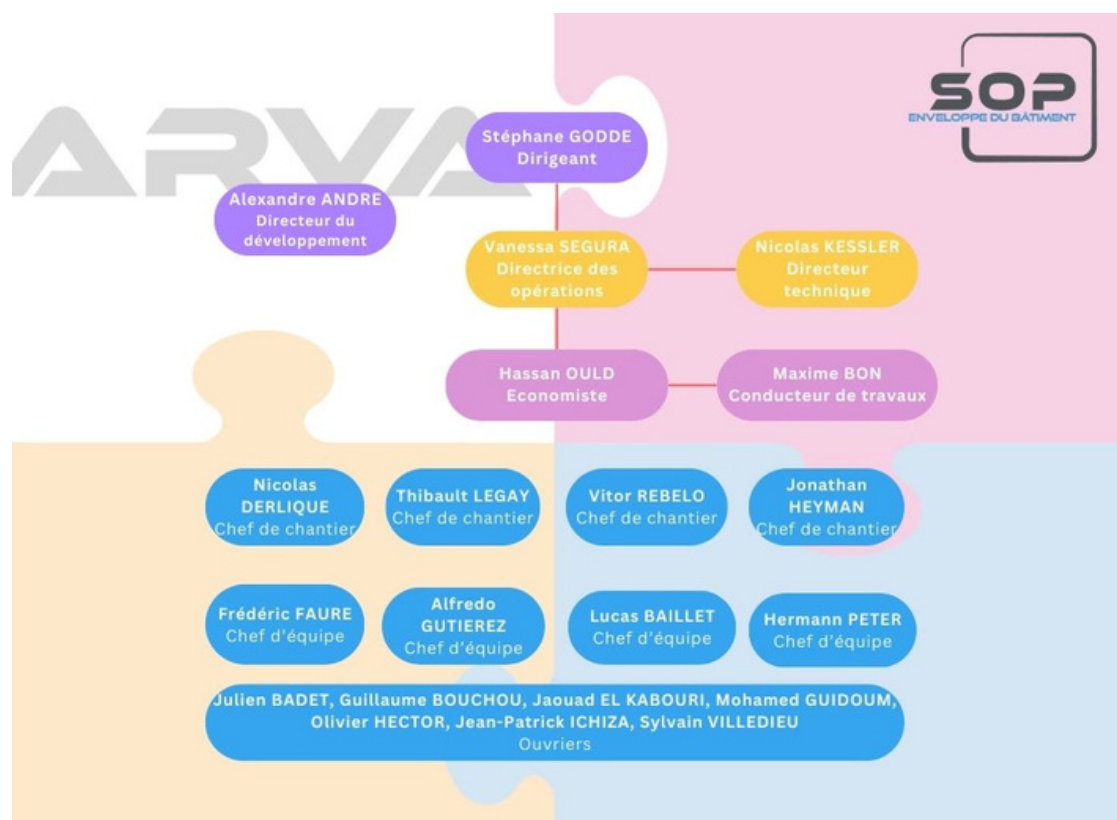 ARVA
SOP
ENVELOPPE DU BÂTIMENT
Stéphane GODDE
Dirigeant
Alexandre ANDRE
Directeur du
développement
Vanessa SEGURA
Directrice des
opérations
Nicolas KESSLER
Directeur
technique
Hassan OULD
Economiste
Maxime BON
Conducteur de travaux
Nicolas
DERLIQUE
Chef de chantier
Thibault LEGAY
Chef de chantier
Vitor REBELO
Chef de chantier
Jonathan
HEYMAN
Chef de chantier
Frédéric FAURE
Chef d'équipe
Alfredo
GUTIEREZ
Chef d'équipe
Lucas BAILLET
Chef d'équipe
Hermann PETER
Chef d'équipe
Julien BADET, Guillaume BOUCHOU, Jaouad EL KABOURI, Mohamed GUIDOUM,
Olivier HECTOR, Jean-Patrick ICHIZA, Sylvain VILLEDIEU
Ouvriers